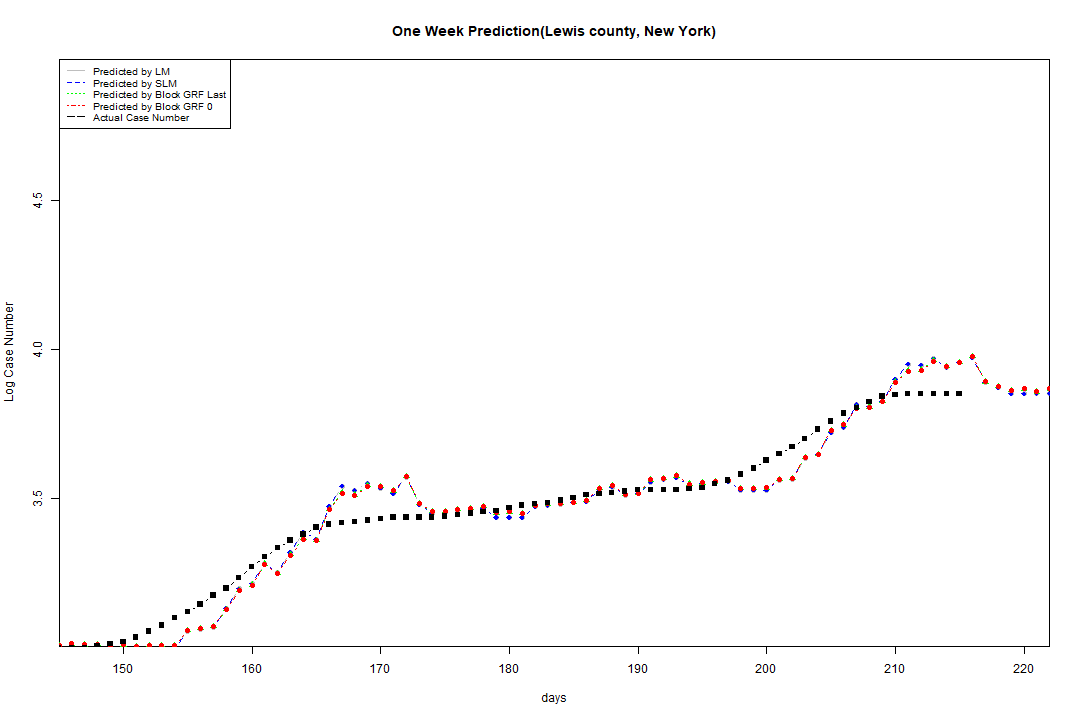 One Week Prediction(Lewis county, New York)
Predicted by LM
Predicted by SLM
Predicted by Block GRF Last
Predicted by Block GRF 0
Actual Case Number
4.5
4.0
3.5
Log Case Number
150 160 170 180 190 200 210 220
days